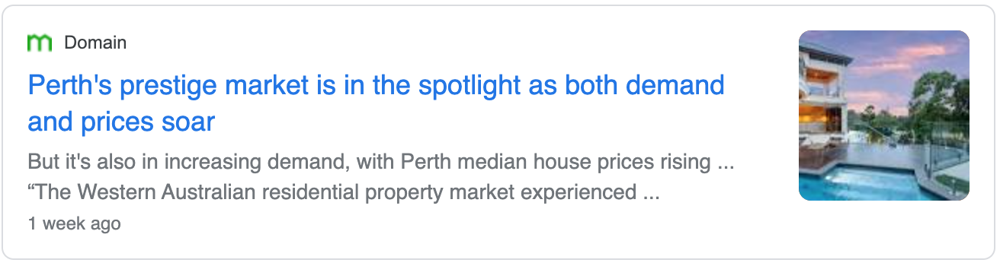 Domain
Perth's prestige market is in the spotlight as both demand
and prices soar
But it's also in increasing demand, with Perth median house prices rising ...
“The Western Australian residential property market experienced ...
1 week ago